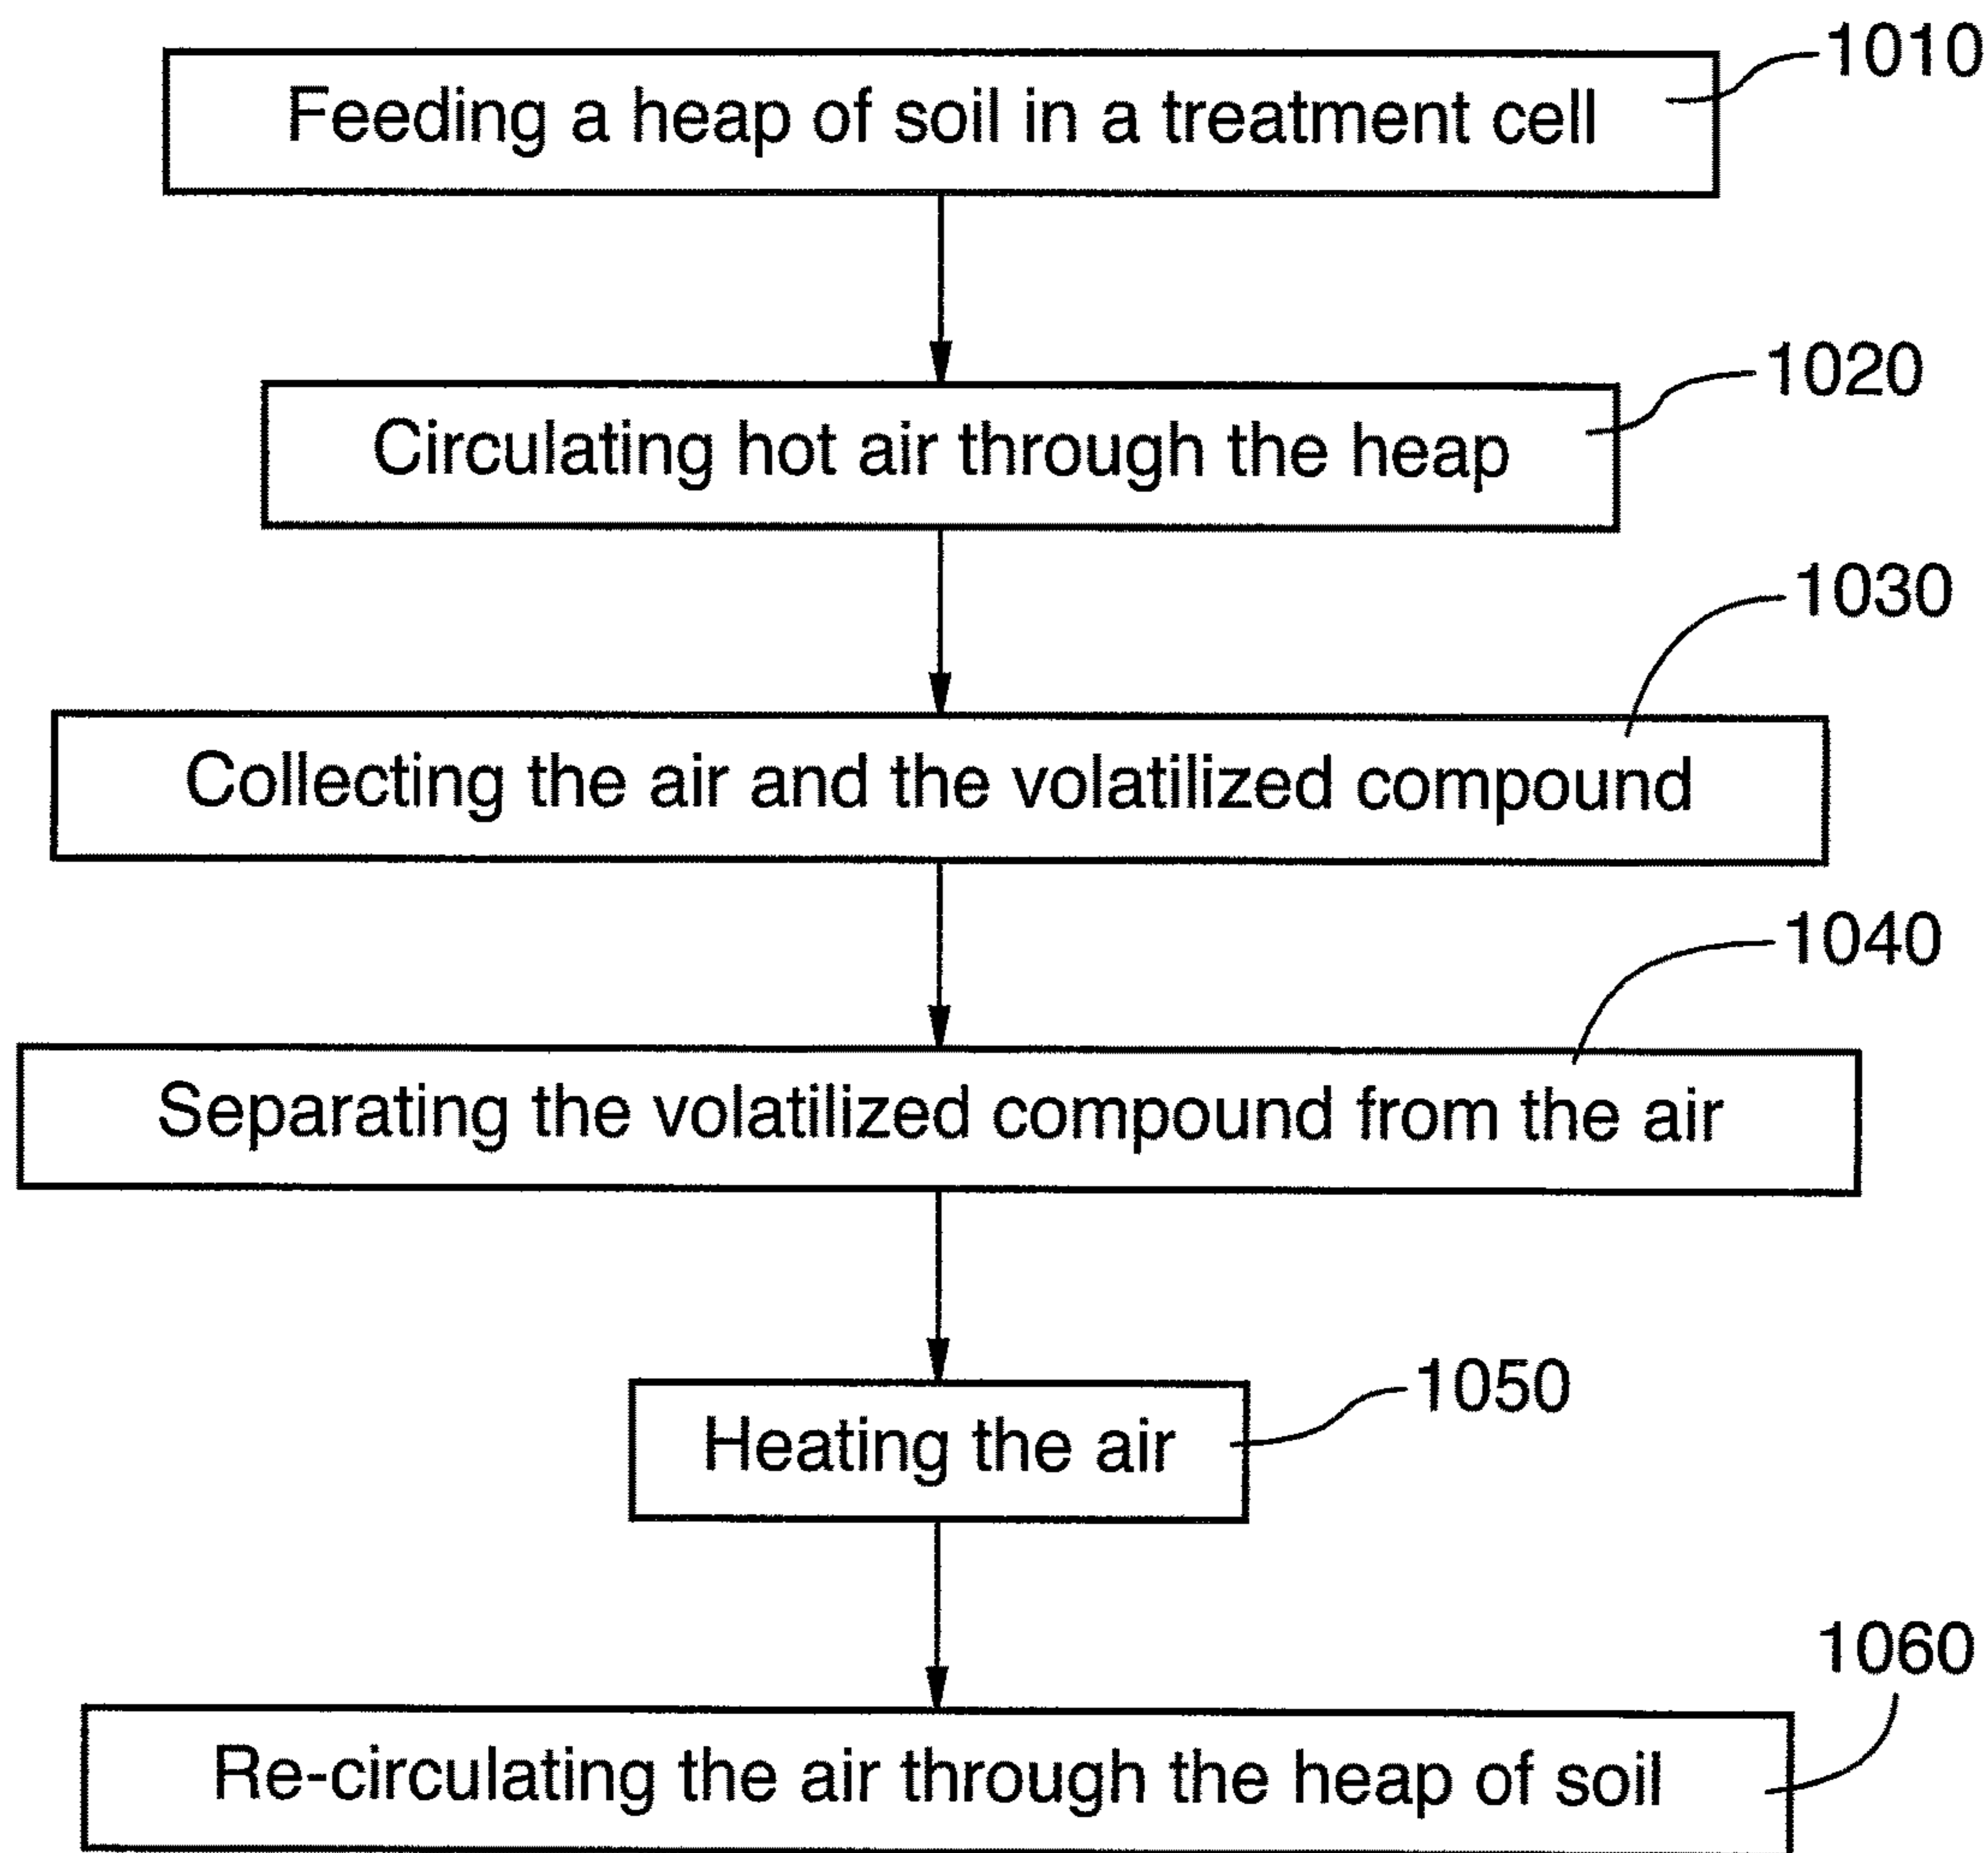 1010
Feeding a heap of soil in a treatment cell
1020
Circulating hot air through the heap
1030
Collecting the air and the volatilized compound
1040
Separating the volatilized compound from the air
1050
Heating the air
1060
Re-circulating the air through the heap of soil